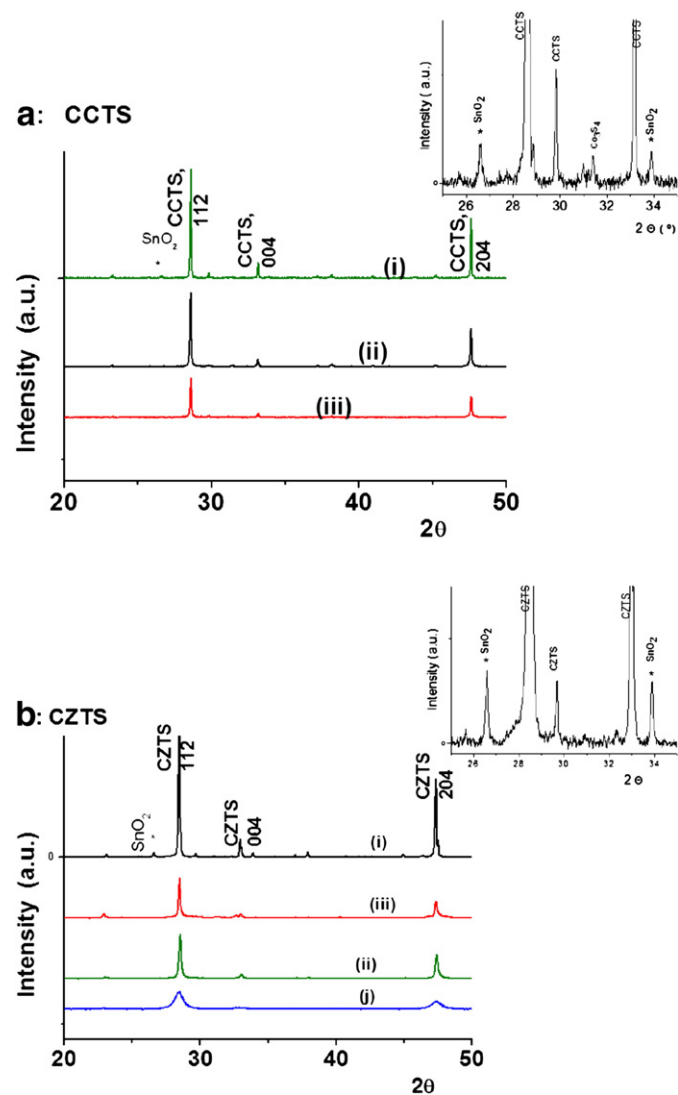 a: CCTS
Intensity (a.u.)
CCTS, 112
SnO2
*
CCTS, 004
CCTS, 204
(i)
(ii)
(iii)
20 30 40 50
2θ
Intensity (a.u.)
* SnO2
CCTS
CCTS
Co3S4
CCTS
* SnO2
0
26 28 30 32 34
2 Θ (°)
b: CZTS
Intensity (a.u.)
CZTS 112
SnO2
*
CZTS 004
CZTS 204
0
(i)
(iii)
(ii)
(j)
20 30 40 50
2θ
Intensity (a.u.)
* SnO2
CZTS
CZTS
CZTS
* SnO2
0
26 28 30 32 34
2 Θ